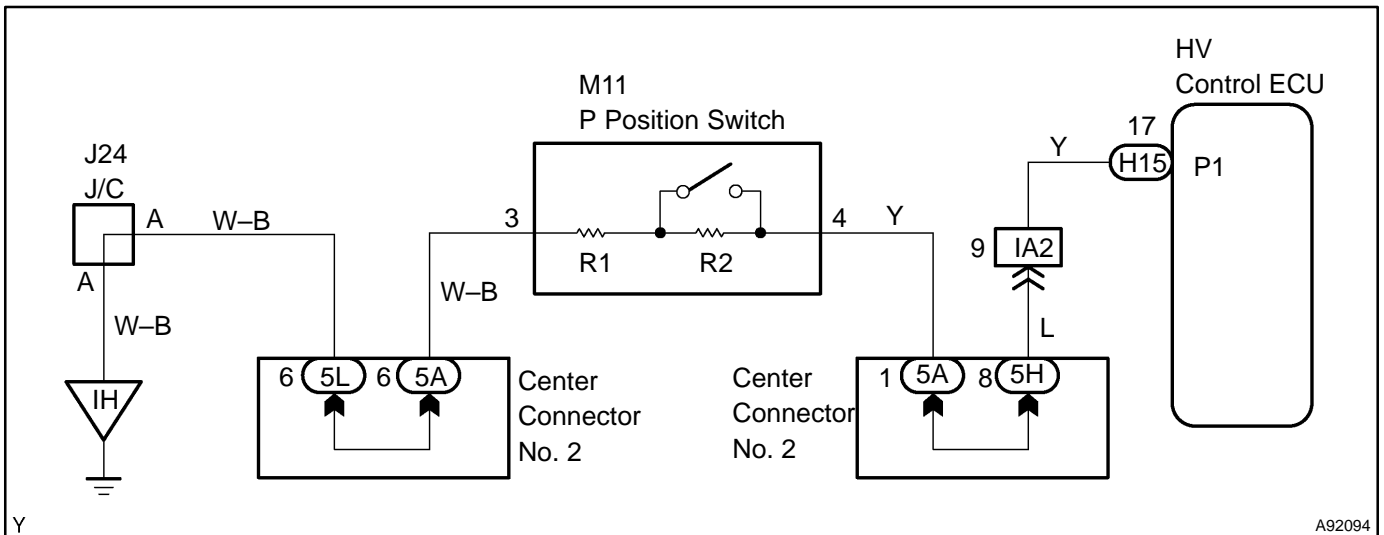 HV
Control ECU
M11
P Position Switch
17
Y
H15
P1
J24
J/C
A
W–B
3
4
Y
R1
R2
9
IA2
A
W–B
W–B
L
6
5L
6
5A
Center
Connector
No. 2
Center
Connector
No. 2
1
5A
8
5H
IH
Y
A92094